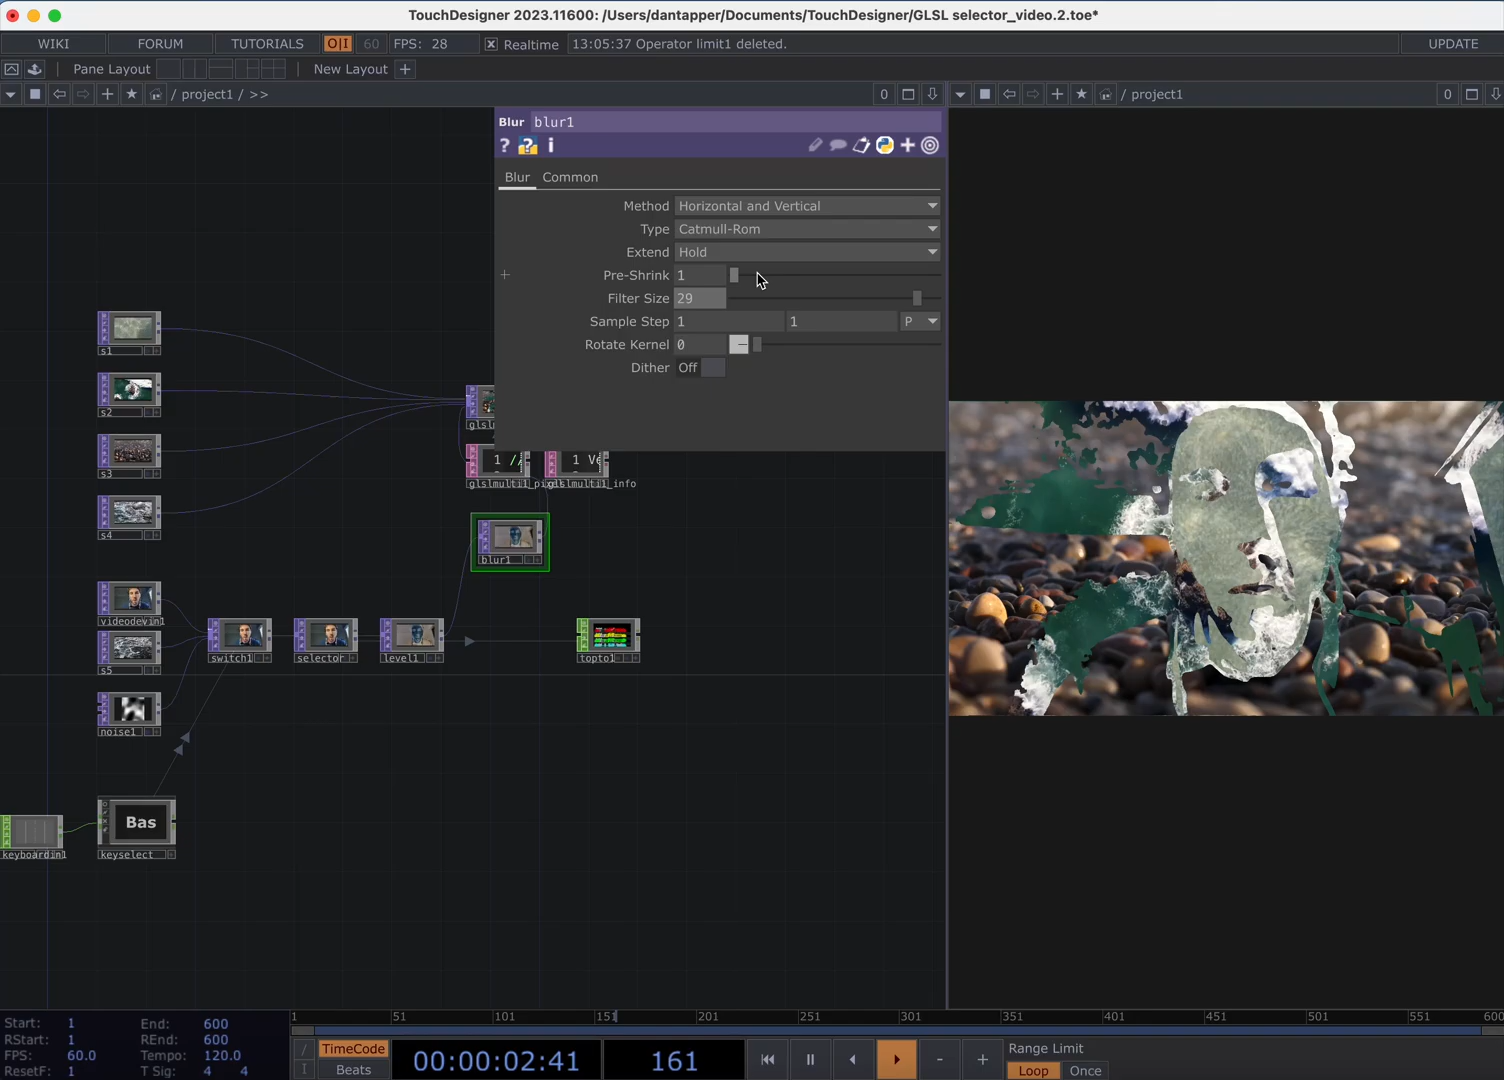 TouchDesigner 2023.11600: /Users/dantapper/Documents/TouchDesigner/GLSL selector_video.2.toe*
WIKI FORUM TUTORIALS O|I 60 FPS: 28 Realtime 13:05:37 Operator limit1 deleted. UPDATE
Pane Layout New Layout +
/ project1 / >> 0 / project1 0
Blur blur1
Blur Common
Method Horizontal and Vertical
Type Catmull-Rom
Extend Hold
Pre-Shrink 1
Filter Size 29
Sample Step 1 1 P
Rotate Kernel 0
Dither Off
s1
s2
s3
s4
1 //
1 Ve
blur1
videodevin1
s5
switch1
selector
level1
topto1
noise1
Bas
keyboardin1
keyselect
1 51 101 151 201 251 301 351 401 451 501 551 600
Start: 1 End: 600
RStart: 1 REnd: 600
FPS: 60.0 Tempo: 120.0
ResetF: 1 T Sig: 4 4
TimeCode
Beats
00:00:02:41
161
Range Limit
Loop Once